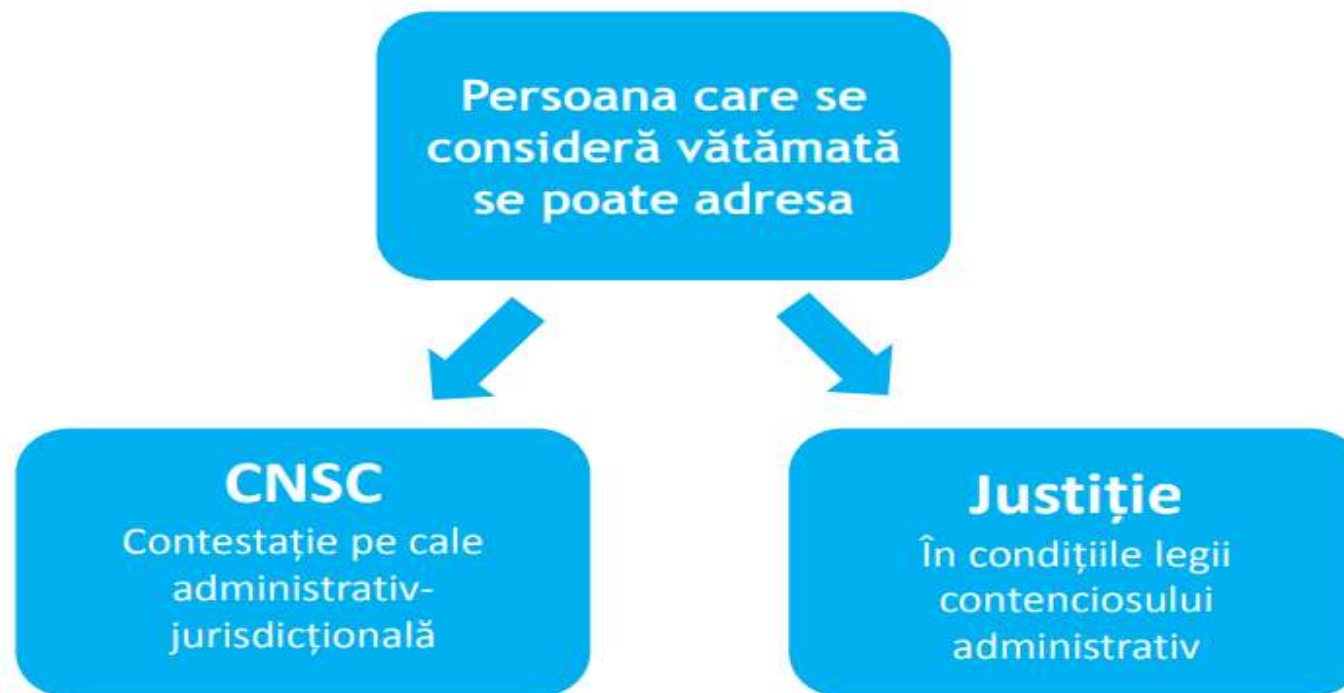 Persoana care se
consideră vătămată
se poate adresa
CNSC
Contestație pe cale
administrativ-
jurisdicțională
Justiție
În condițiile legii
contenciosului
administrativ